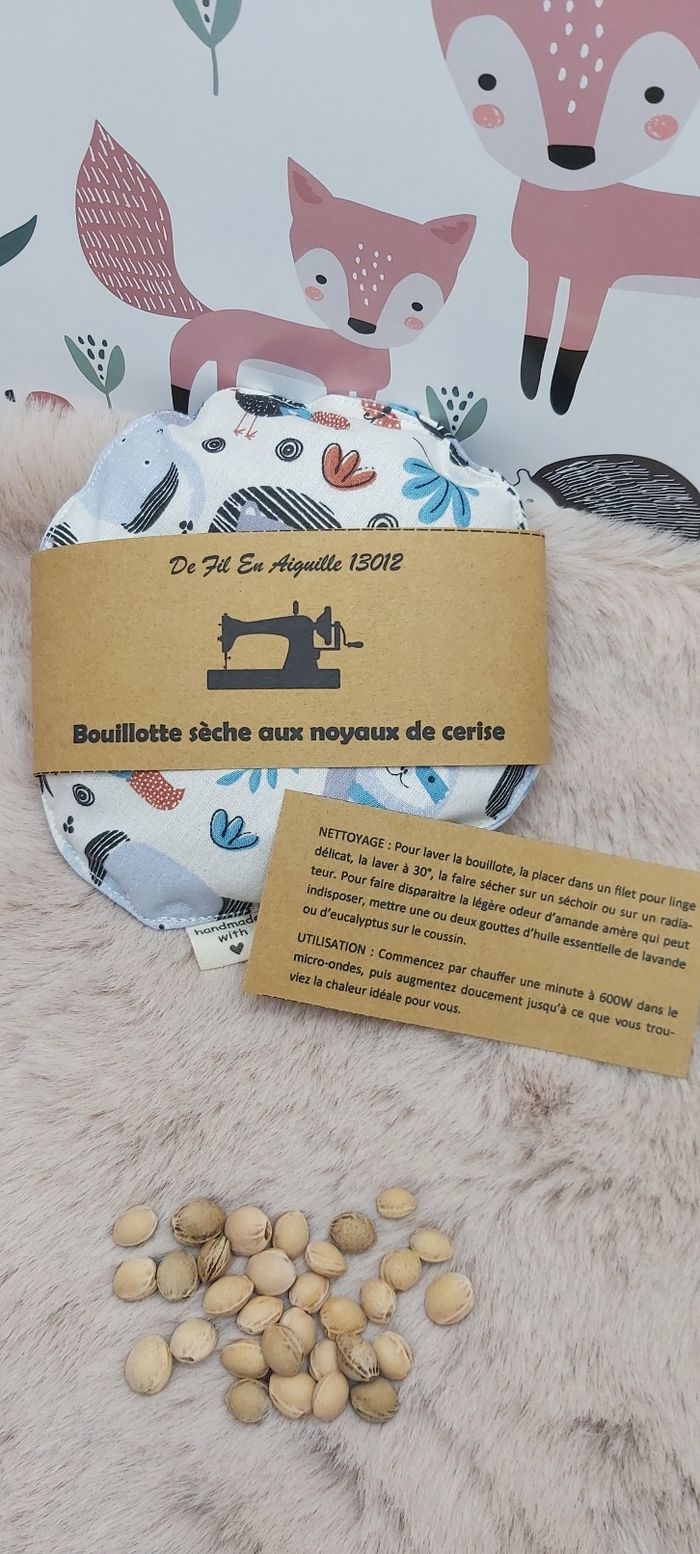 De Fil En Aiguille 13012
Bouillotte sèche aux noyaux de cerise
NETTOYAGE : Pour laver la bouillote, la placer dans un filet pour linge
délicat, la laver à 30°, la faire sécher sur un séchoir ou sur un radia-
teur. Pour faire disparaitre la légère odeur d'amande amère qui peut
indisposer, mettre une ou deux gouttes d'huile essentielle de lavande
ou d'eucalyptus sur le coussin.
UTILISATION : Commencez par chauffer une minute à 600W dans le
micro-ondes, puis augmentez doucement jusqu'à ce que vous trou-
viez la chaleur idéale pour vous.
handmade
with